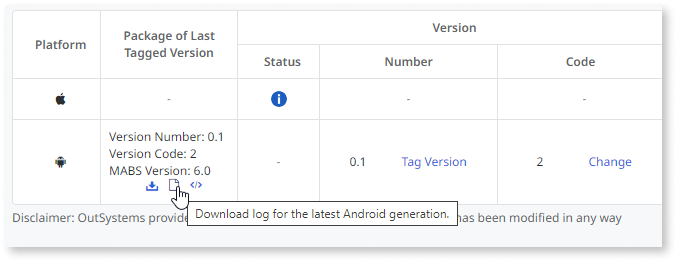 Platform
Package of Last
Tagged Version
Version
Status
Number
Code
-
i
-
-
Version Number: 0.1
Version Code: 2
MABS Version: 6.0
</>
-
0.1
Tag Version
2
Change
Download log for the latest Android generation.
Disclaimer: OutSystems provide has been modified in any way